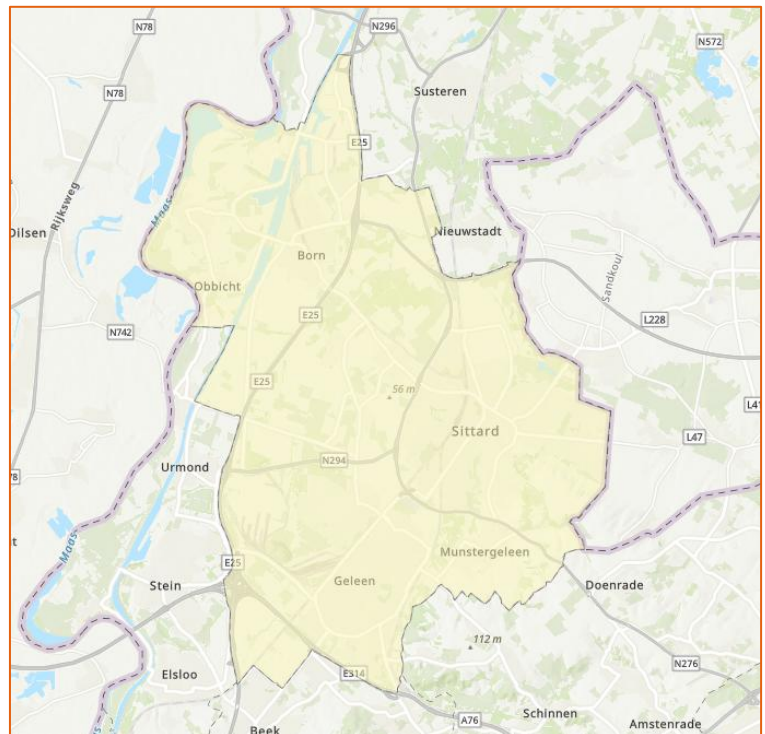 N78
N296
N572
Susteren
N78
E25
Rijksweg
Maas
Nieuwstadt
Dilsen
Born
Sandkoul
Obbicht
E25
L228
N742
E25
56 m
L41
Sittard
L47
N294
Urmond
78
t
Maas
Munstergeleen
E25
Geleen
Stein
Doenrade
112 m
N276
Elsloo
E314
Schinnen
A76
Amstenrade
Beek